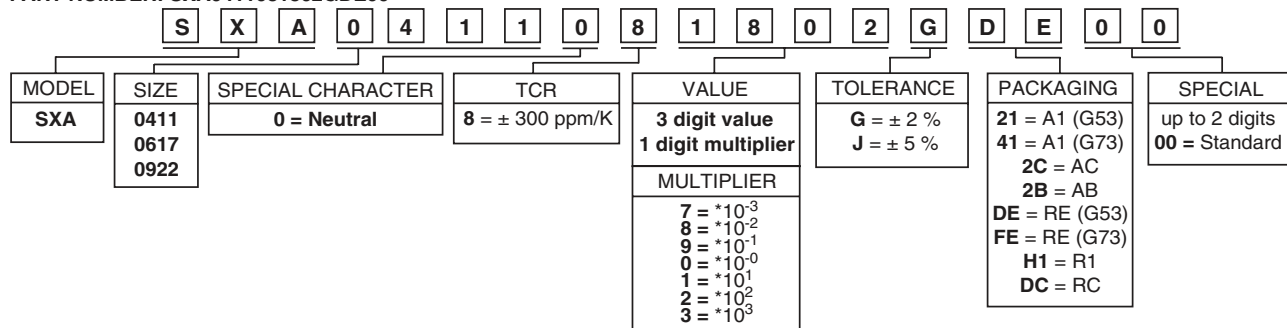 S X A 0 4 1 1 0 8 1 8 0 2 G D E 0 0
MODEL
SXA
SIZE
0411
0617
0922
SPECIAL CHARACTER
0 = Neutral
TCR
8 = ± 300 ppm/K
VALUE
3 digit value
1 digit multiplier
MULTIPLIER
7 = *10⁻³
8 = *10⁻²
9 = *10⁻¹
0 = *10⁻⁰
1 = *10¹
2 = *10²
3 = *10³
TOLERANCE
G = ± 2 %
J = ± 5 %
PACKAGING
21 = A1 (G53)
41 = A1 (G73)
2C = AC
2B = AB
DE = RE (G53)
FE = RE (G73)
H1 = R1
DC = RC
SPECIAL
up to 2 digits
00 = Standard